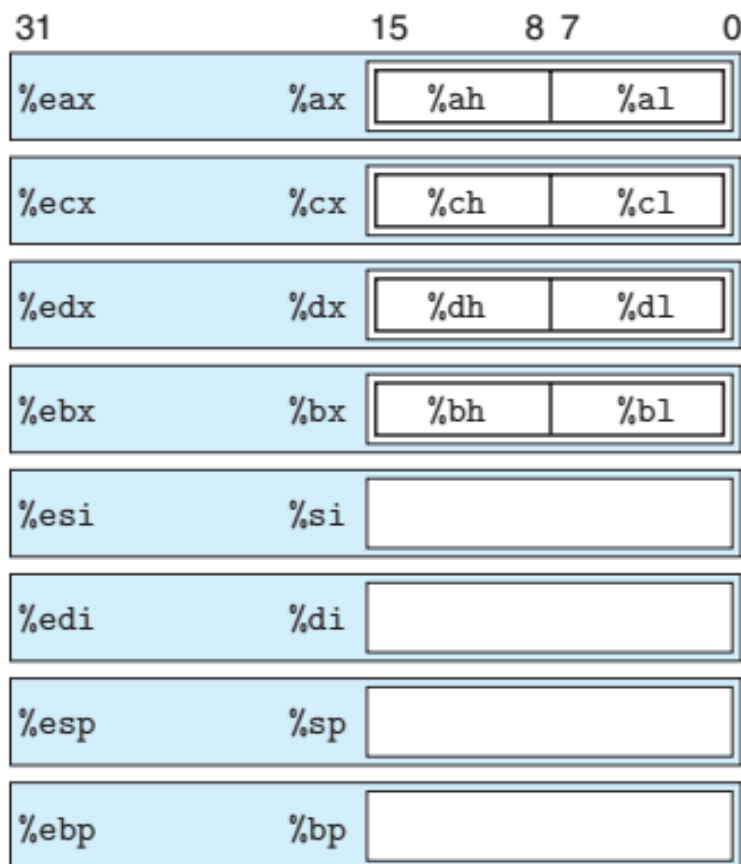 31 15 8 7 0
%eax %ax %ah %al
%ecx %cx %ch %cl
%edx %dx %dh %dl
%ebx %bx %bh %bl
%esi %si
%edi %di
%esp %sp
%ebp %bp